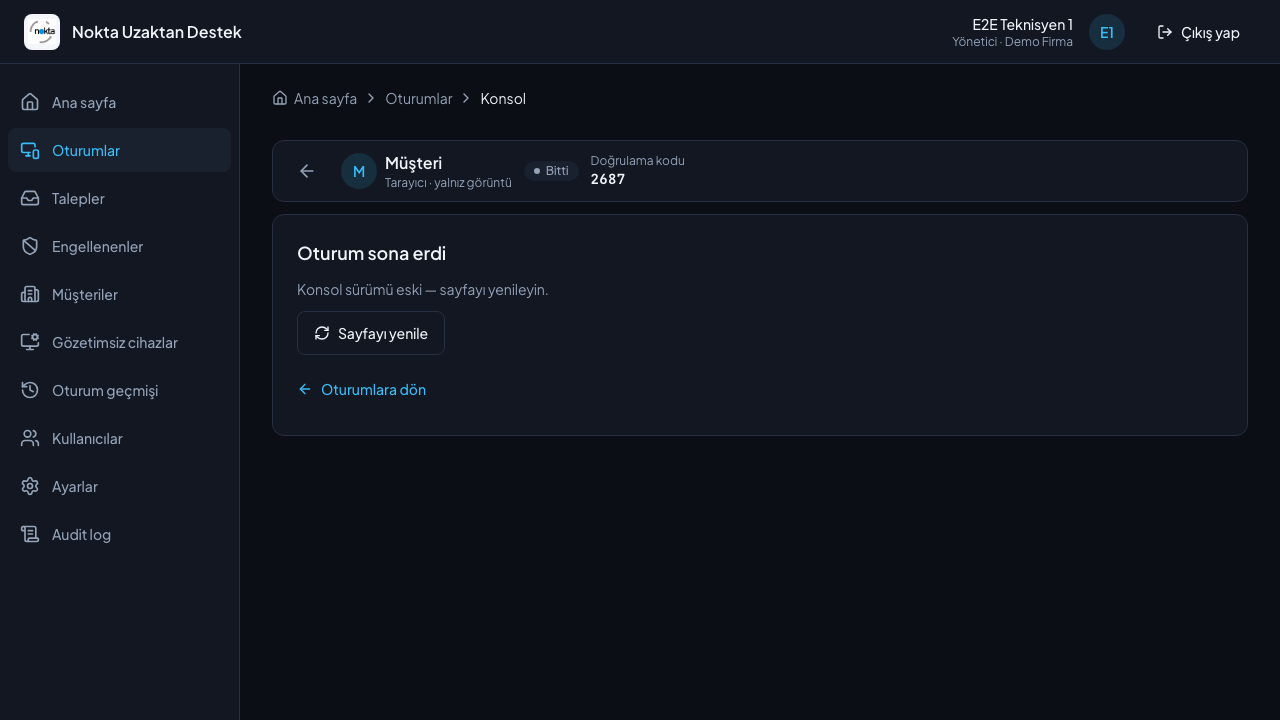 nokta
Nokta Uzaktan Destek
E2E Teknisyen 1
Yönetici · Demo Firma
E1
Çıkış yap
Ana sayfa
Oturumlar
Talepler
Engellenenler
Müşteriler
Gözetimsiz cihazlar
Oturum geçmişi
Kullanıcılar
Ayarlar
Audit log
Ana sayfa > Oturumlar > Konsol
M
Müşteri
Tarayıcı · yalnız görüntü
Bitti
Doğrulama kodu
2687
Oturum sona erdi
Konsol sürümü eski — sayfayı yenileyin.
Sayfayı yenile
Oturumlara dön